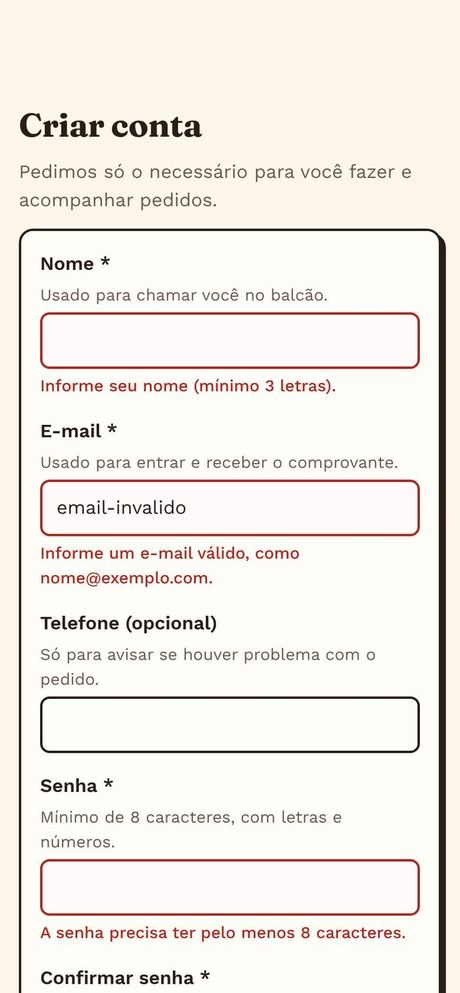 Criar conta
Pedimos só o necessário para você fazer e
acompanhar pedidos.
Nome *
Usado para chamar você no balcão.
Informe seu nome (mínimo 3 letras).
E-mail *
Usado para entrar e receber o comprovante.
email-invalido
Informe um e-mail válido, como
nome@exemplo.com.
Telefone (opcional)
Só para avisar se houver problema com o
pedido.
Senha *
Mínimo de 8 caracteres, com letras e
números.
A senha precisa ter pelo menos 8 caracteres.
Confirmar senha *